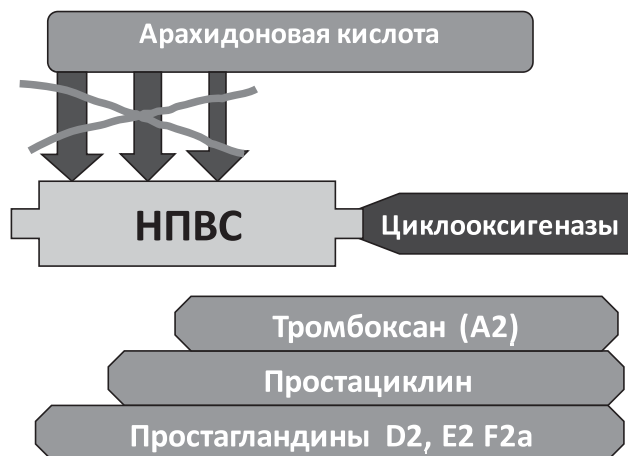 Арахидоновая кислота
НПВС
Циклооксигеназы
Тромбоксан (A2)
Простациклин
Простагландины D2, E2 F2a